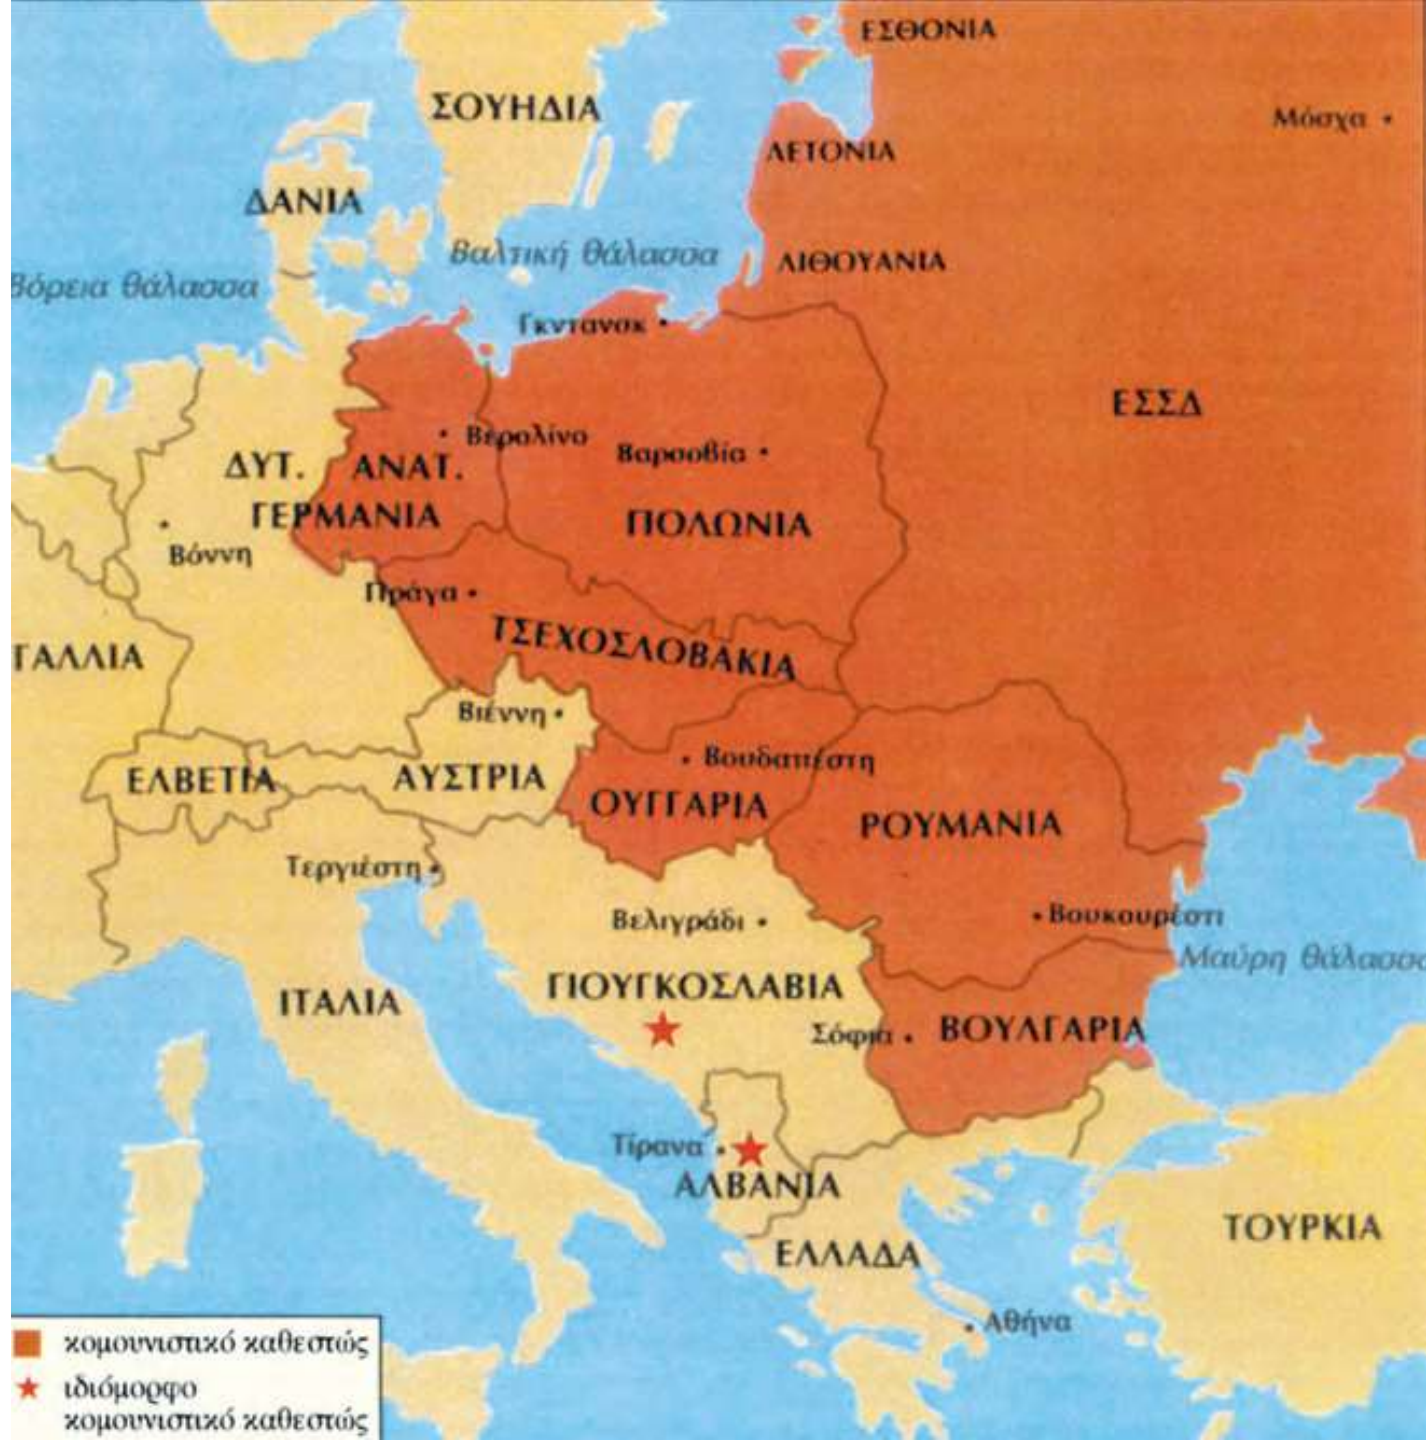 ΕΣΘΟΝΙΑ
ΣΟΥΗΔΙΑ
Μόσχα
ΛΕΤΟΝΙΑ
ΔΑΝΙΑ
Βαλτική θάλασσα
ΛΙΘΟΥΑΝΙΑ
Βόρεια θάλασσα
Γκντανσκ
ΕΣΣΔ
Βερολίνο
Βαρσοβία
ΔΥΤ. ΑΝΑΤ.
ΓΕΡΜΑΝΙΑ
ΠΟΛΩΝΙΑ
Βόννη
Πράγα
ΤΣΕΧΟΣΛΟΒΑΚΙΑ
ΓΑΛΛΙΑ
Βιέννη
Βουδαπέστη
ΕΛΒΕΤΙΑ
ΑΥΣΤΡΙΑ
ΟΥΓΓΑΡΙΑ
ΡΟΥΜΑΝΙΑ
Τεργιέστη
Βελιγράδι
Βουκουρέστι
Μαύρη θάλασσα
ΓΙΟΥΓΚΟΣΛΑΒΙΑ
ΙΤΑΛΙΑ
Σόφια
ΒΟΥΛΓΑΡΙΑ
Τίρανα
ΑΛΒΑΝΙΑ
ΤΟΥΡΚΙΑ
ΕΛΛΑΔΑ
Αθήνα
κομουνιστικό καθεστώς
ιδιόμορφο
κομουνιστικό καθεστώς